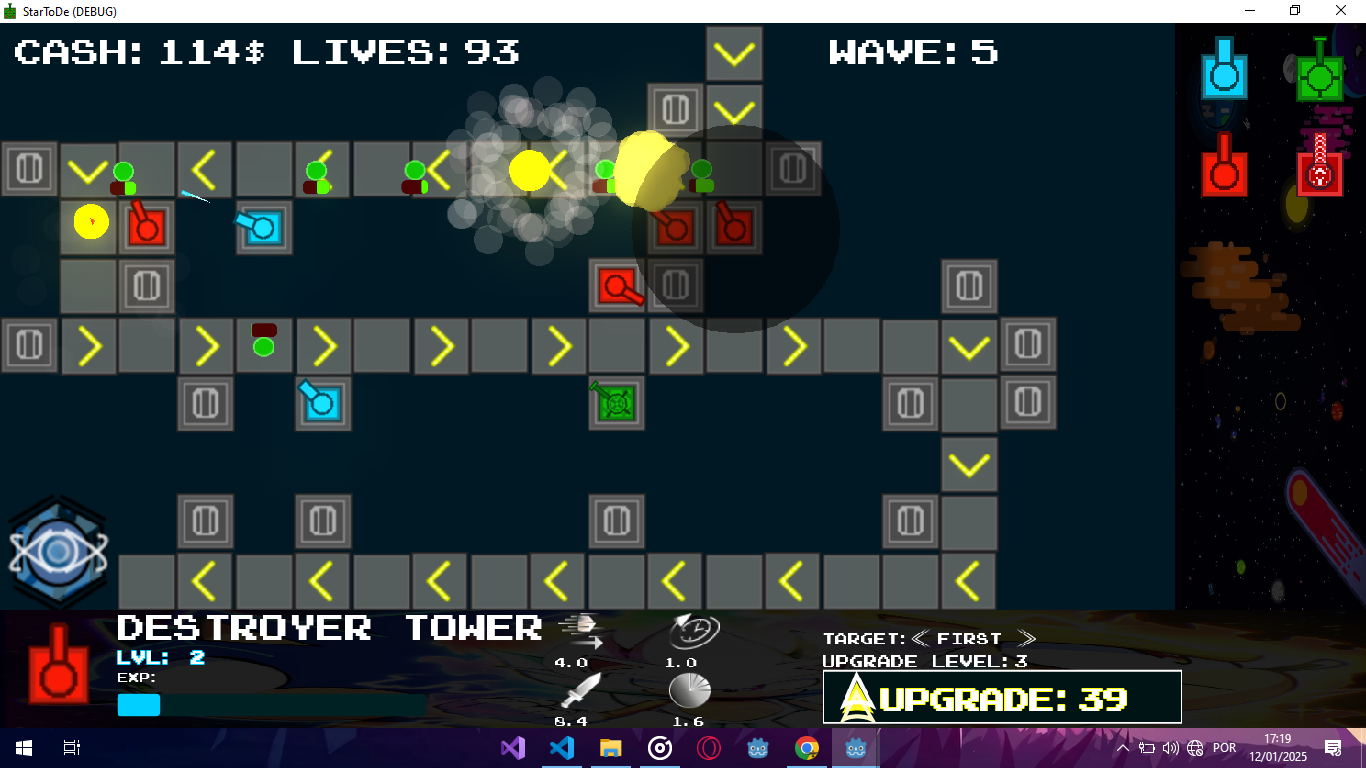 StarToDe (DEBUG)
CASH: 114$ LIVES: 93
WAVE: 5
DESTROYER TOWER
LVL: 2
EXP:
4.0
1.0
8.4
1.6
TARGET: FIRST
UPGRADE LEVEL: 3
UPGRADE: 39
POR
17:19
12/01/2025